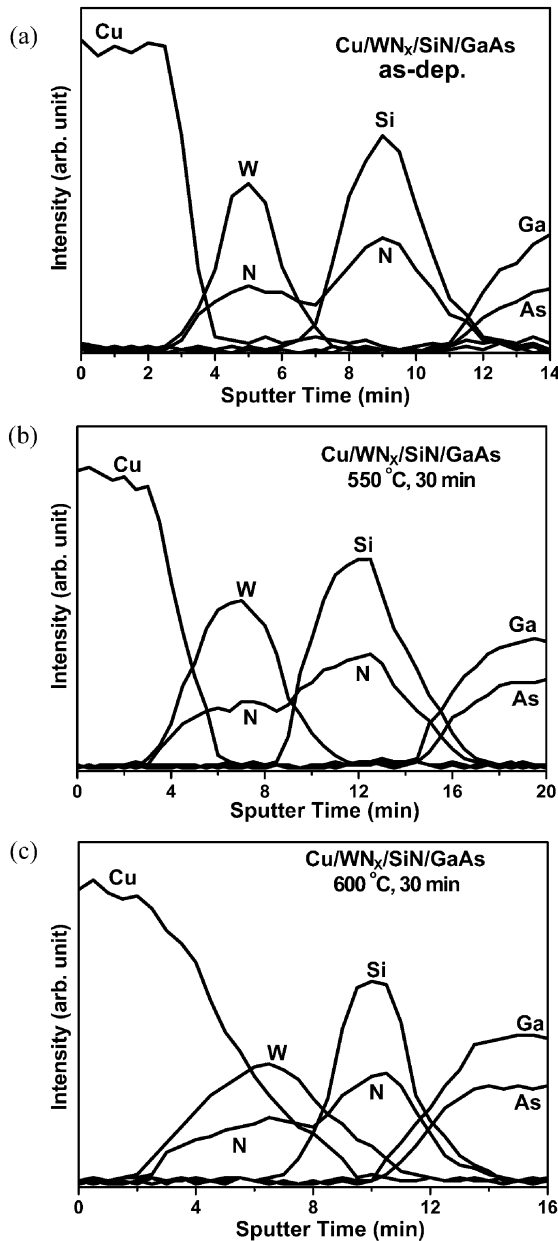 (a)
Cu
Cu/WNX/SiN/GaAs
as-dep.
Si
W
Ga
N
N
As
Intensity (arb. unit)
0 2 4 6 8 10 12 14
Sputter Time (min)
(b)
Cu
Cu/WNX/SiN/GaAs
550 °C, 30 min
Si
W
Ga
N
N
As
Intensity (arb. unit)
0 4 8 12 16 20
Sputter Time (min)
(c)
Cu
Cu/WNX/SiN/GaAs
600 °C, 30 min
Si
Ga
W
N
As
N
Intensity (arb. unit)
0 4 8 12 16
Sputter Time (min)